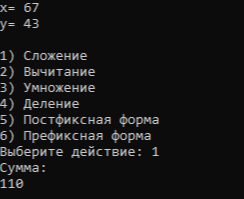 x= 67
y= 43
1) Сложение
2) Вычитание
3) Умножение
4) Деление
5) Постфиксная форма
6) Префиксная форма
Выберите действие: 1
Сумма:
110